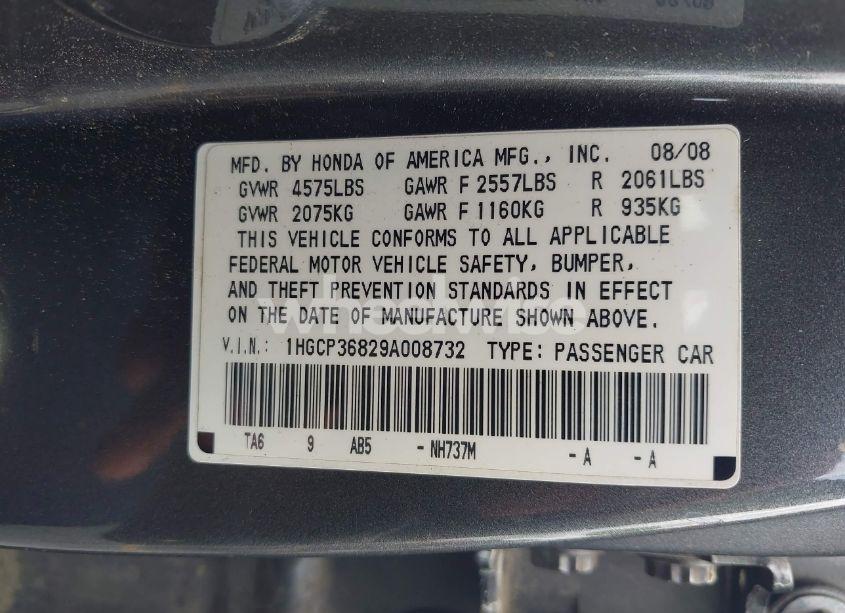 MFD. BY HONDA OF AMERICA MFG., INC. 08/08
GVWR 4575LBS GAWR F 2557LBS R 2061LBS
GVWR 2075KG GAWR F 1160KG R 935KG
THIS VEHICLE CONFORMS TO ALL APPLICABLE
FEDERAL MOTOR VEHICLE SAFETY, BUMPER,
AND THEFT PREVENTION STANDARDS IN EFFECT
ON THE DATE OF MANUFACTURE SHOWN ABOVE.
V.I.N.: 1HGCP36829A008732 TYPE: PASSENGER CAR
TA6 9 AB5 - NH737M - A - A